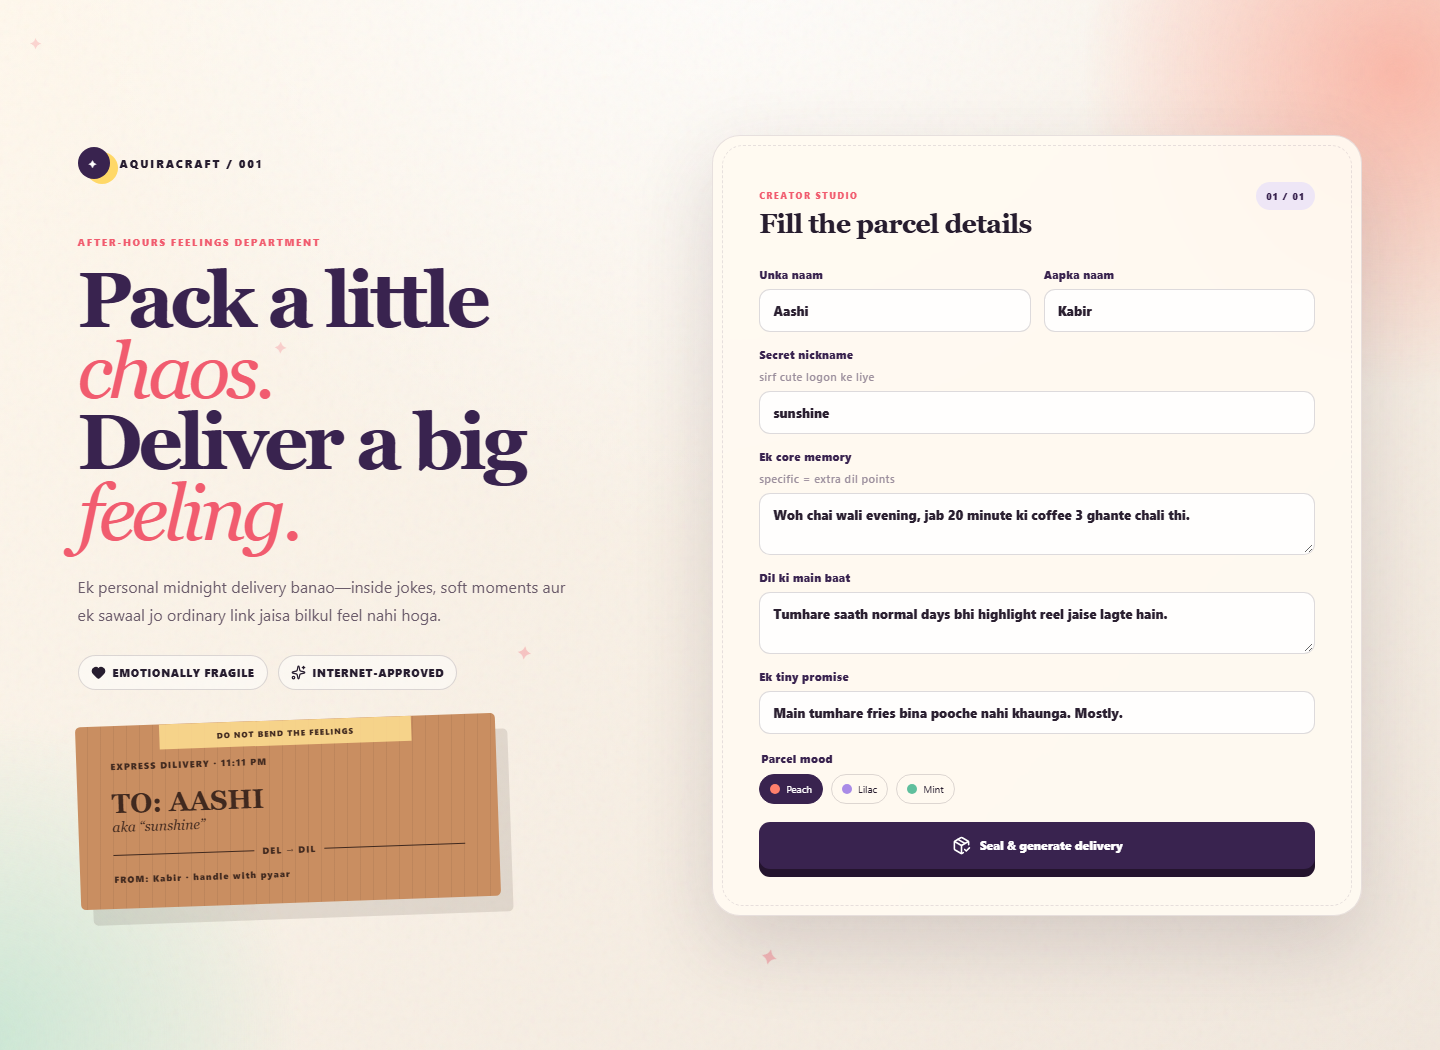 AQUIRACRAFT / 001
AFTER-HOURS FEELINGS DEPARTMENT
Pack a little
chaos.
Deliver a big
feeling.
Ek personal midnight delivery banao—inside jokes, soft moments aur
ek sawaal jo ordinary link jaisa bilkul feel nahi hoga.
EMOTIONALLY FRAGILE
INTERNET-APPROVED
DO NOT BEND THE FEELINGS
EXPRESS DILIVERY · 11:11 PM
TO: AASHI
aka “sunshine”
DEL → DIL
FROM: Kabir · handle with pyaar
CREATOR STUDIO
01 / 01
Fill the parcel details
Unka naam
Aapka naam
Aashi
Kabir
Secret nickname
sirf cute logon ke liye
sunshine
Ek core memory
specific = extra dil points
Woh chai wali evening, jab 20 minute ki coffee 3 ghante chali thi.
Dil ki main baat
Tumhare saath normal days bhi highlight reel jaise lagte hain.
Ek tiny promise
Main tumhare fries bina pooche nahi khaunga. Mostly.
Parcel mood
Peach
Lilac
Mint
Seal & generate delivery